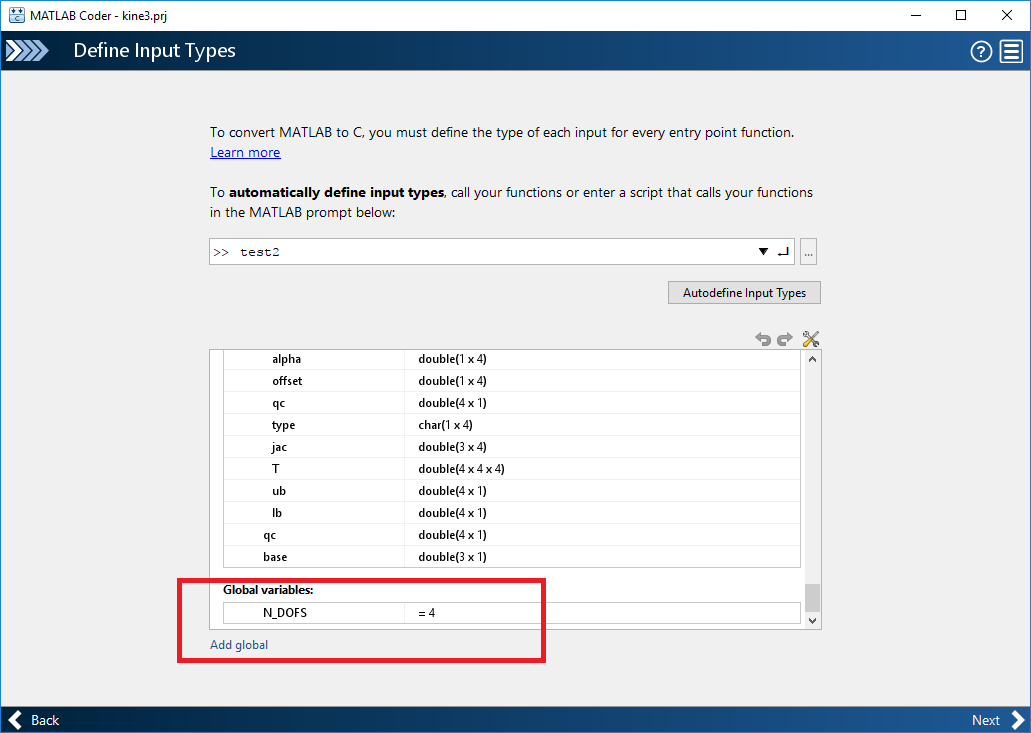 MATLAB Coder - kine3.prj
Define Input Types
To convert MATLAB to C, you must define the type of each input for every entry point function.
Learn more
To automatically define input types, call your functions or enter a script that calls your functions
in the MATLAB prompt below:
>> test2
...
Autodefine Input Types
alpha double(1 x 4)
offset double(1 x 4)
qc double(4 x 1)
type char(1 x 4)
jac double(3 x 4)
T double(4 x 4 x 4)
ub double(4 x 1)
lb double(4 x 1)
qc double(4 x 1)
base double(3 x 1)
Global variables:
N_DOFS = 4
Add global
Back Next